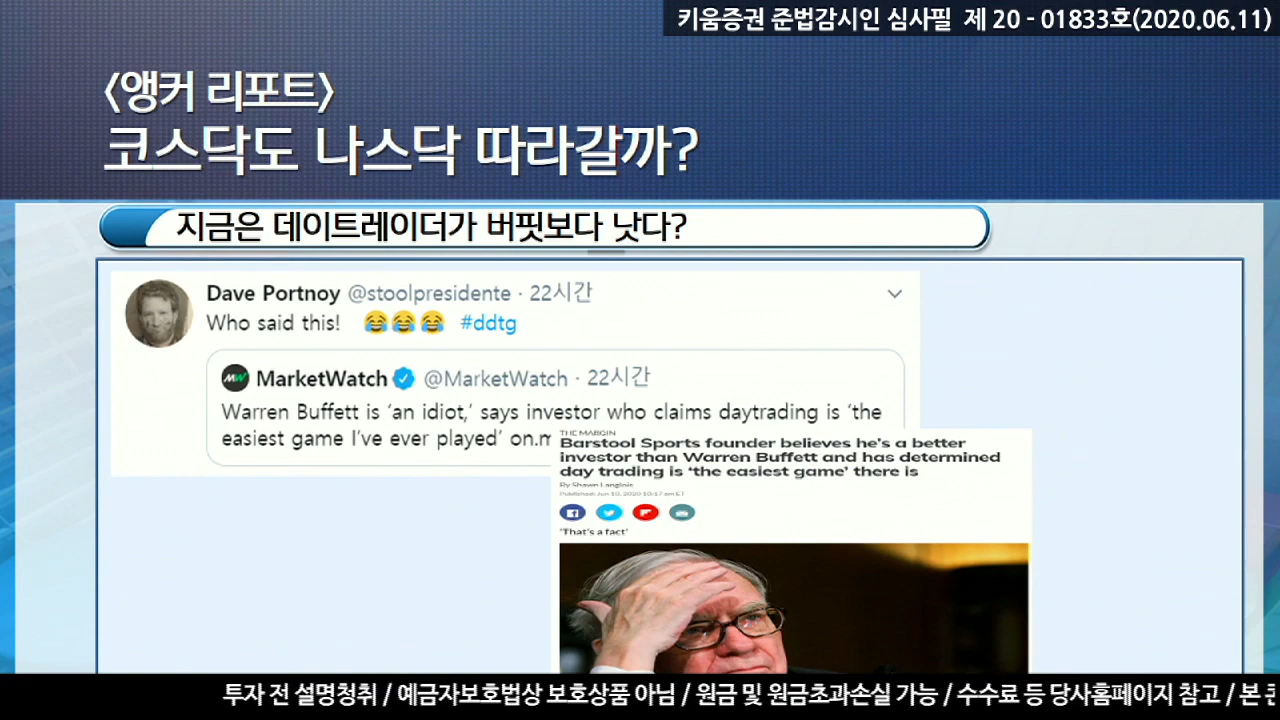 키움증권 준법감시인 심사필 제 20 - 01833호(2020.06.11)
<앵커 리포트>
코스닥도 나스닥 따라갈까?
지금은 데이트레이더가 버핏보다 낫다?
Dave Portnoy @stoolpresidente · 22시간
Who said this! 😂😂😂 #ddtg
MarketWatch @MarketWatch · 22시간
Warren Buffett is ‘an idiot,’ says investor who claims daytrading is ‘the
easiest game I’ve ever played’ on.m
THE MARGIN
Barstool Sports founder believes he's a better
investor than Warren Buffett and has determined
day trading is ‘the easiest game’ there is
By Shawn Langlois
Published: Jun 10, 2020 10:17 am ET
'That's a fact'
투자 전 설명청취 / 예금자보호법상 보호상품 아님 / 원금 및 원금초과손실 가능 / 수수료 등 당사홈페이지 참고 / 본